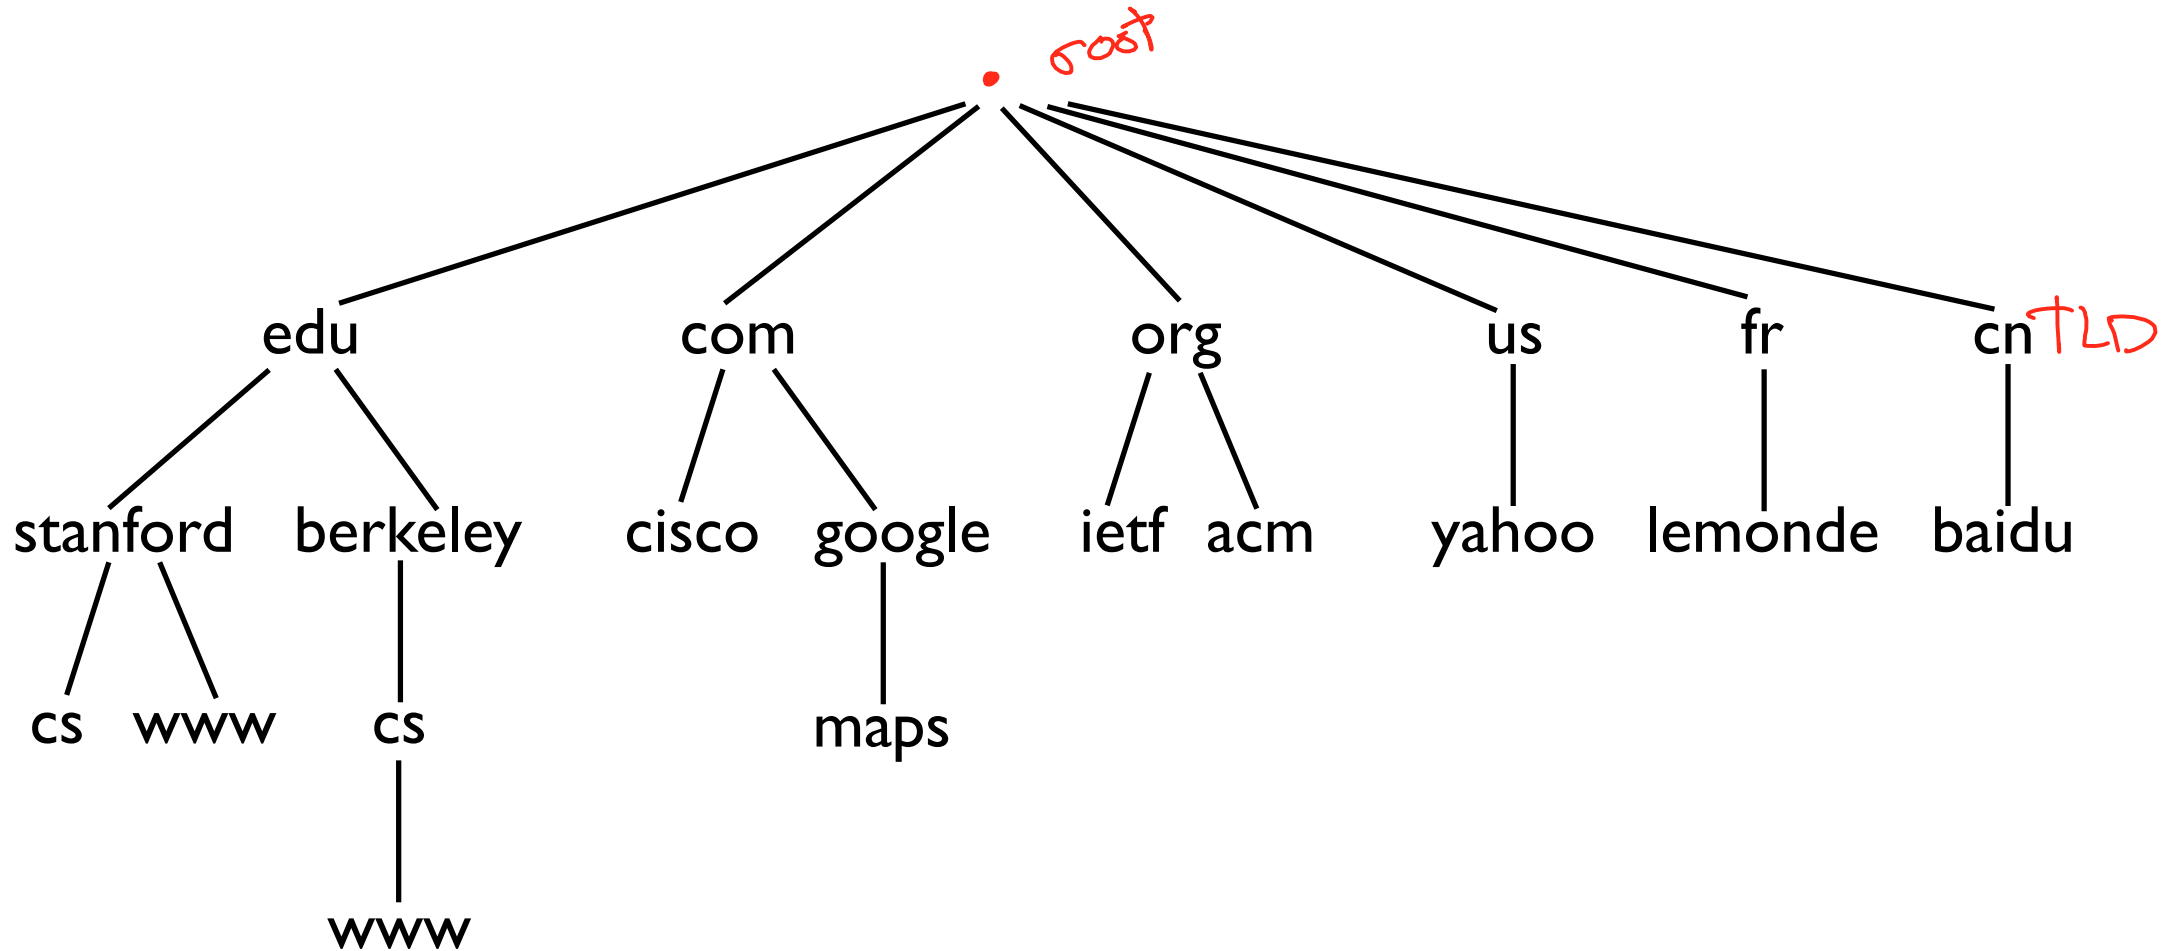 . root
edu com org us fr cn TLD
stanford berkeley cisco google ietf acm yahoo lemonde baidu
cs www cs maps
www